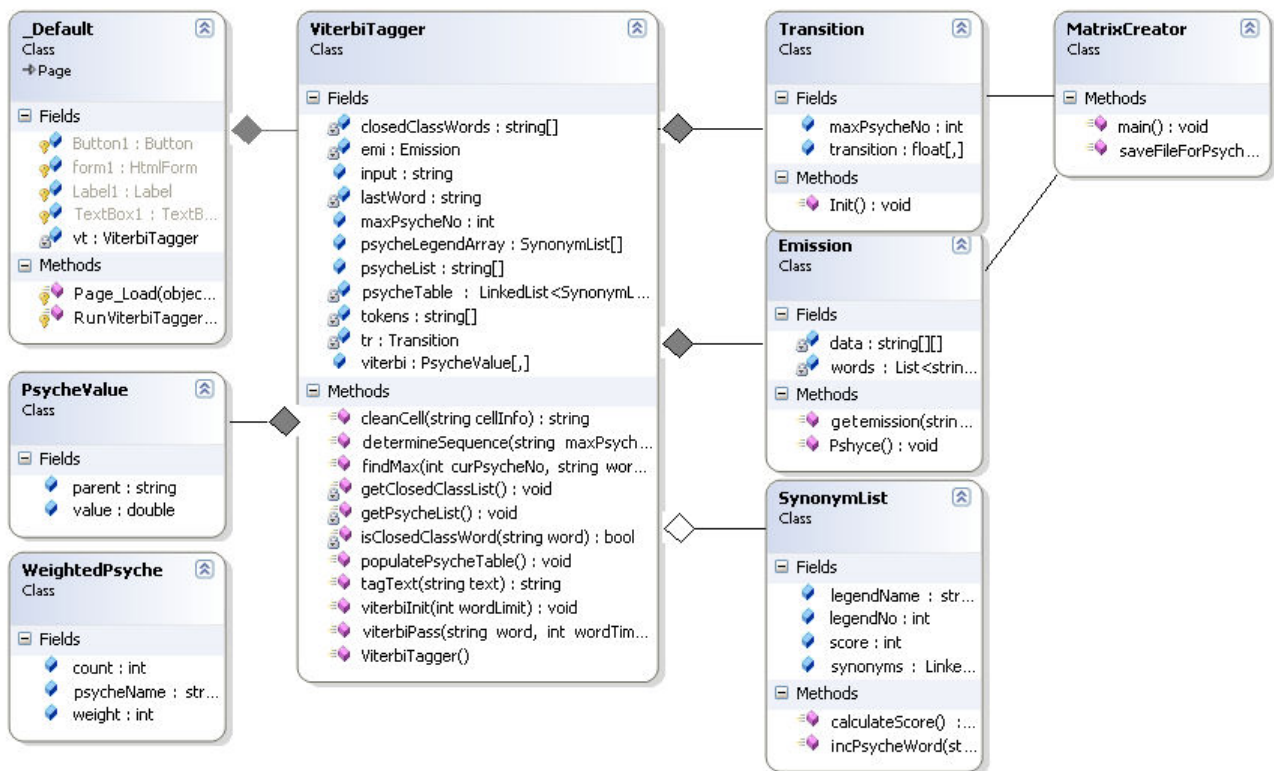 _Default
Class
Page
Fields
Button1 : Button
form1 : HtmlForm
Label1 : Label
TextBox1 : TextB...
vt : ViterbiTagger
Methods
Page_Load(objec...
RunViterbiTagger...
PsycheValue
Class
Fields
parent : string
value : double
WeightedPsyche
Class
Fields
count : int
psycheName : str...
weight : int
ViterbiTagger
Class
Fields
closedClassWords : string[]
emi : Emission
input : string
lastWord : string
maxPsycheNo : int
psycheLegendArray : SynonymList[]
psycheList : string[]
psycheTable : LinkedList<SynonymL...
tokens : string[]
tr : Transition
viterbi : PsycheValue[,]
Methods
cleanCell(string cellInfo) : string
determineSequence(string maxPsych...
findMax(int curPsycheNo, string wor...
getClosedClassList() : void
getPsycheList() : void
isClosedClassWord(string word) : bool
populatePsycheTable() : void
tagText(string text) : string
viterbiInit(int wordLimit) : void
viterbiPass(string word, int wordTim...
ViterbiTagger()
Transition
Class
Fields
maxPsycheNo : int
transition : float[,]
Methods
Init() : void
Emission
Class
Fields
data : string[][]
words : List<strin...
Methods
getemission(strin...
Pshyce() : void
SynonymList
Class
Fields
legendName : str...
legendNo : int
score : int
synonyms : Linke...
Methods
calculateScore() :...
incPsycheWord(st...
MatrixCreator
Class
Methods
main() : void
saveFileForPsych...